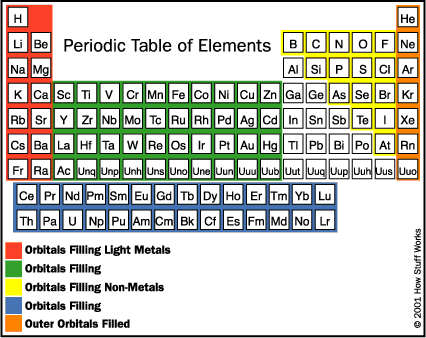 H He
Li Be Periodic Table of Elements B C N O F Ne
Na Mg Al Si P S Cl Ar
K Ca Sc Ti V Cr Mn Fe Co Ni Cu Zn Ga Ge As Se Br Kr
Rb Sr Y Zr Nb Mo Tc Ru Rh Pd Ag Cd In Sn Sb Te I Xe
Cs Ba La Hf Ta W Re Os Ir Pt Au Hg Tl Pb Bi Po At Rn
Fr Ra Ac Unq Unp Unh Uns Uno Une Uun Uuu Uub Uut Uuq Uup Uuh Uus Uuo
Ce Pr Nd Pm Sm Eu Gd Tb Dy Ho Er Tm Yb Lu
Th Pa U Np Pu Am Cm Bk Cf Es Fm Md No Lr
Orbitals Filling Light Metals
Orbitals Filling
Orbitals Filling Non-Metals
Orbitals Filling
Outer Orbitals Filled
© 2001 How Stuff Works